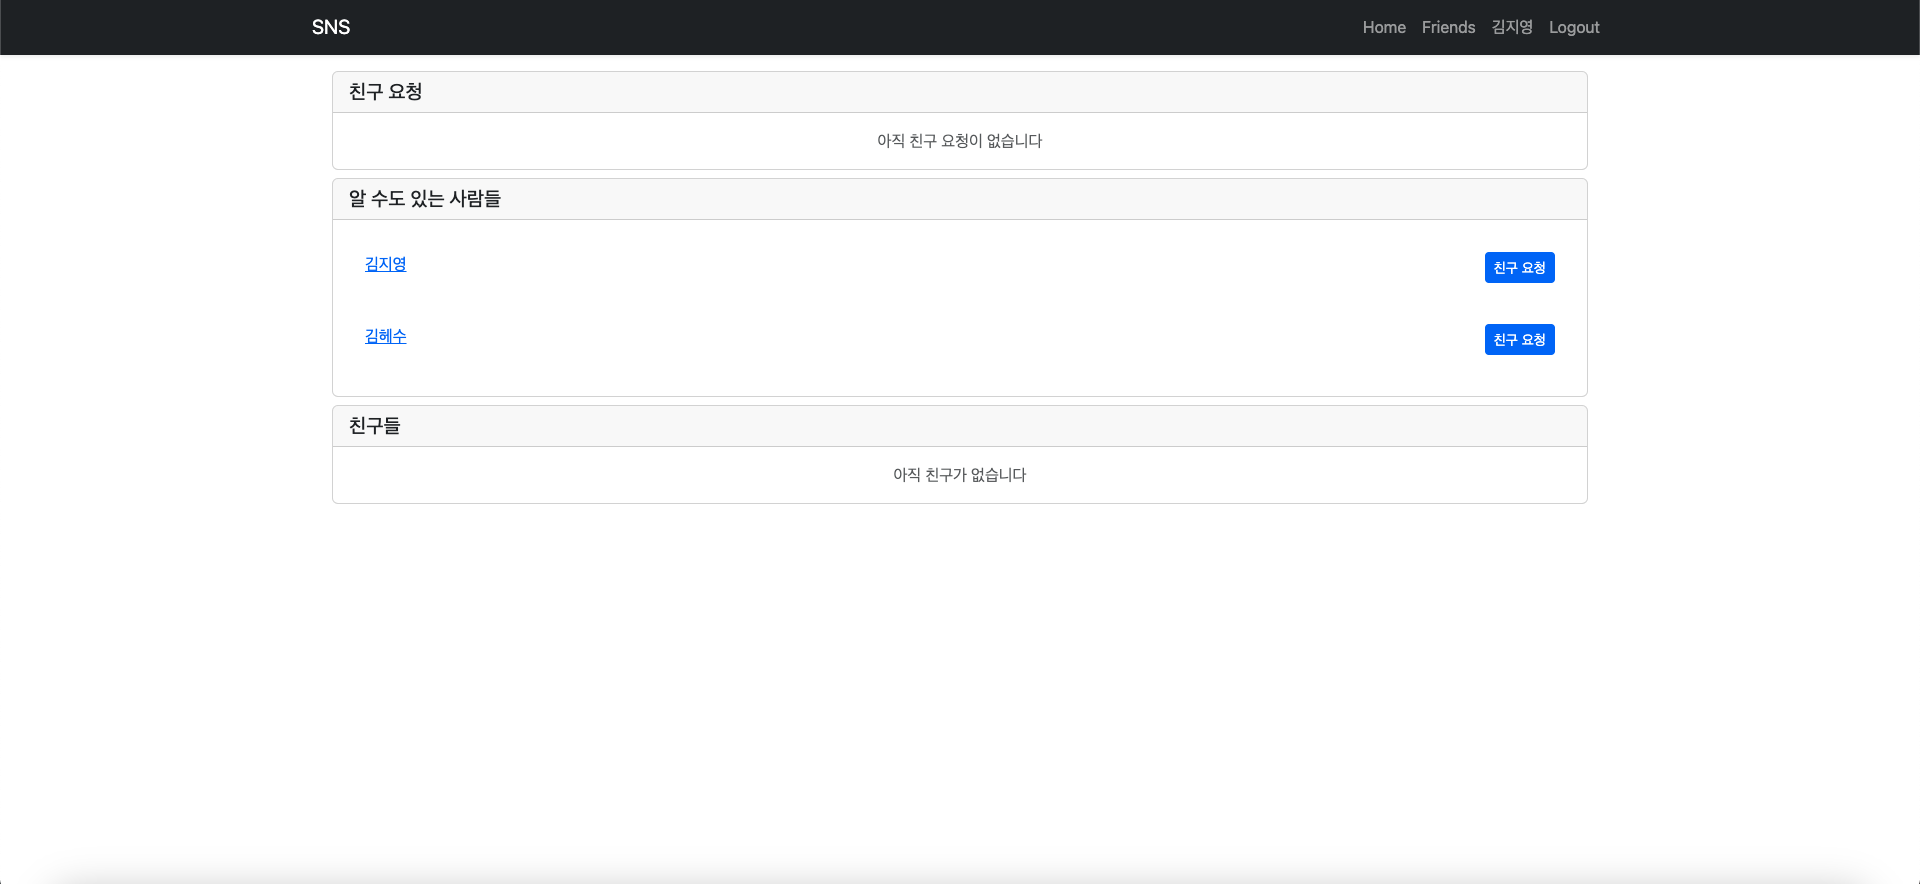 SNS Home Friends 김지영 Logout
친구 요청
아직 친구 요청이 없습니다
알 수도 있는 사람들
김지영 친구 요청
김혜수 친구 요청
친구들
아직 친구가 없습니다